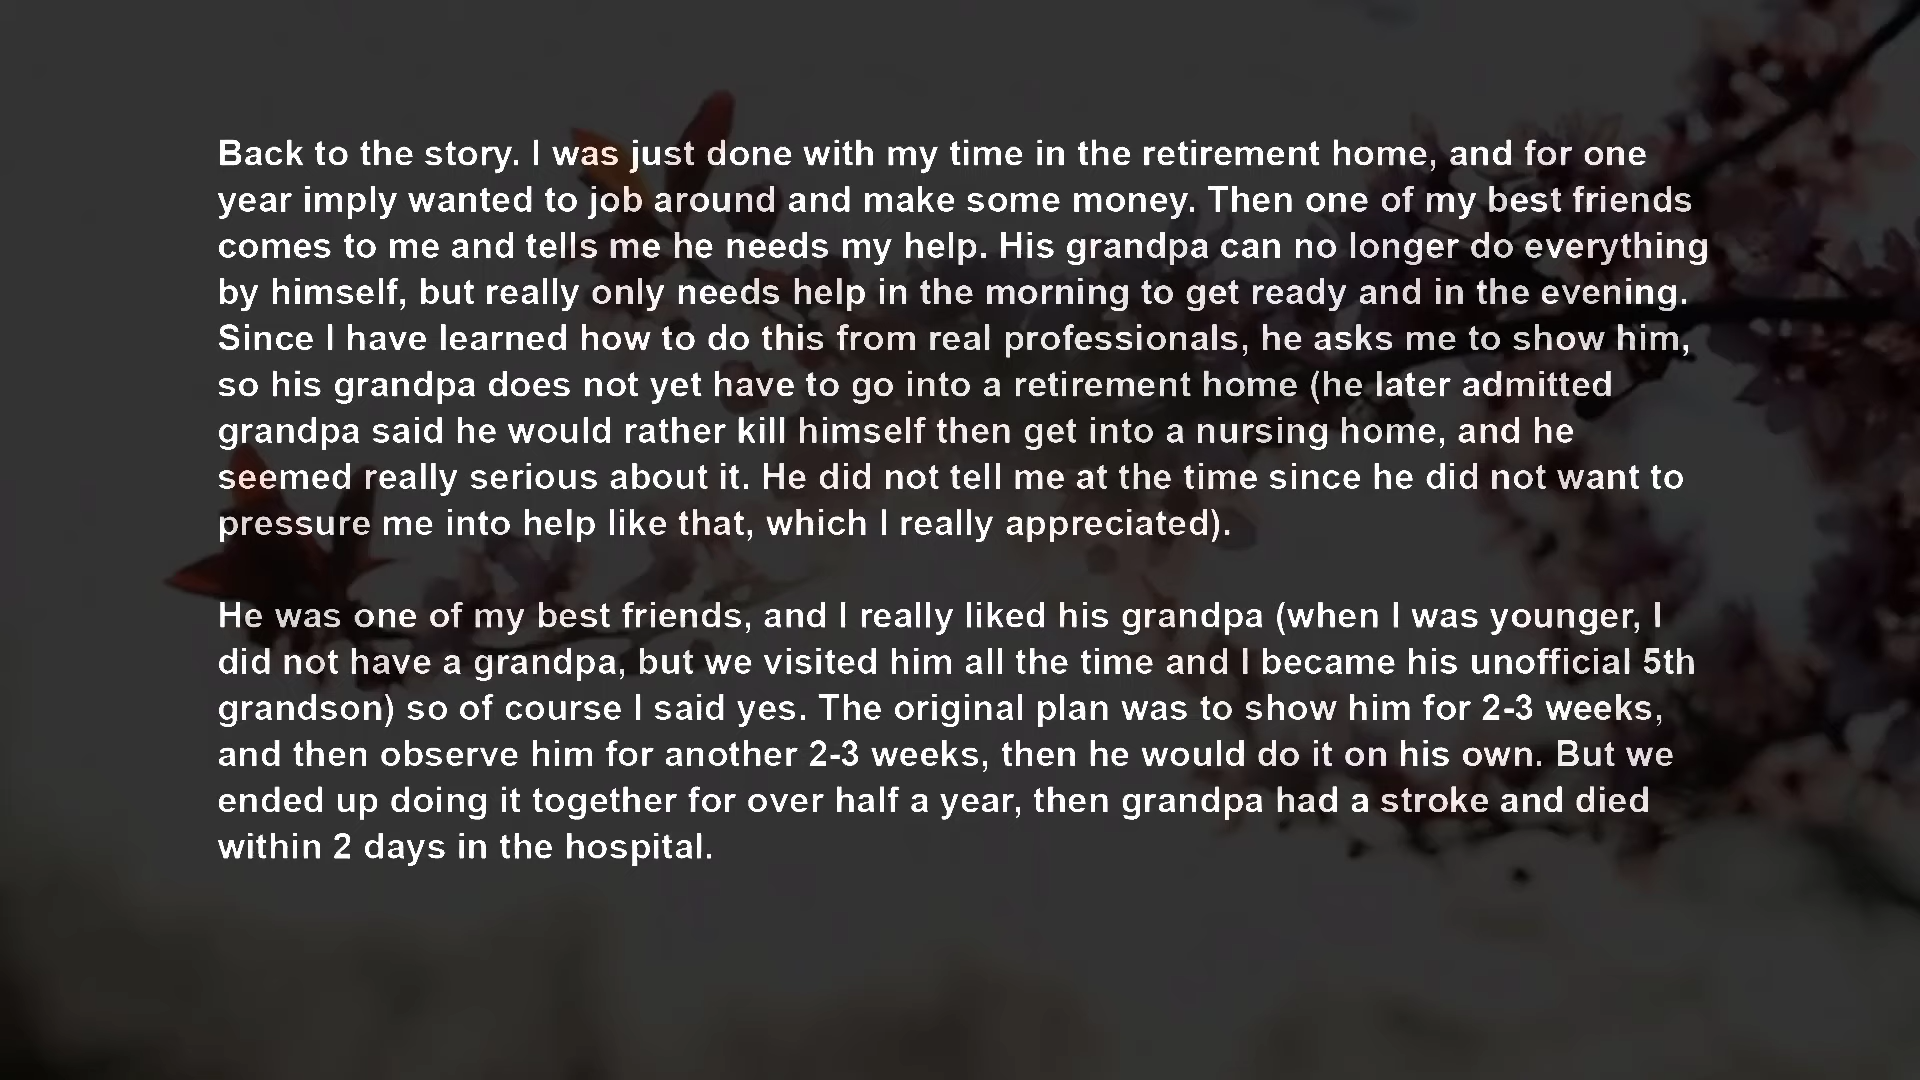 Back to the story. I was just done with my time in the retirement home, and for one
year imply wanted to job around and make some money. Then one of my best friends
comes to me and tells me he needs my help. His grandpa can no longer do everything
by himself, but really only needs help in the morning to get ready and in the evening.
Since I have learned how to do this from real professionals, he asks me to show him,
so his grandpa does not yet have to go into a retirement home (he later admitted
grandpa said he would rather kill himself then get into a nursing home, and he
seemed really serious about it. He did not tell me at the time since he did not want to
pressure me into help like that, which I really appreciated).
He was one of my best friends, and I really liked his grandpa (when I was younger, I
did not have a grandpa, but we visited him all the time and I became his unofficial 5th
grandson) so of course I said yes. The original plan was to show him for 2-3 weeks,
and then observe him for another 2-3 weeks, then he would do it on his own. But we
ended up doing it together for over half a year, then grandpa had a stroke and died
within 2 days in the hospital.